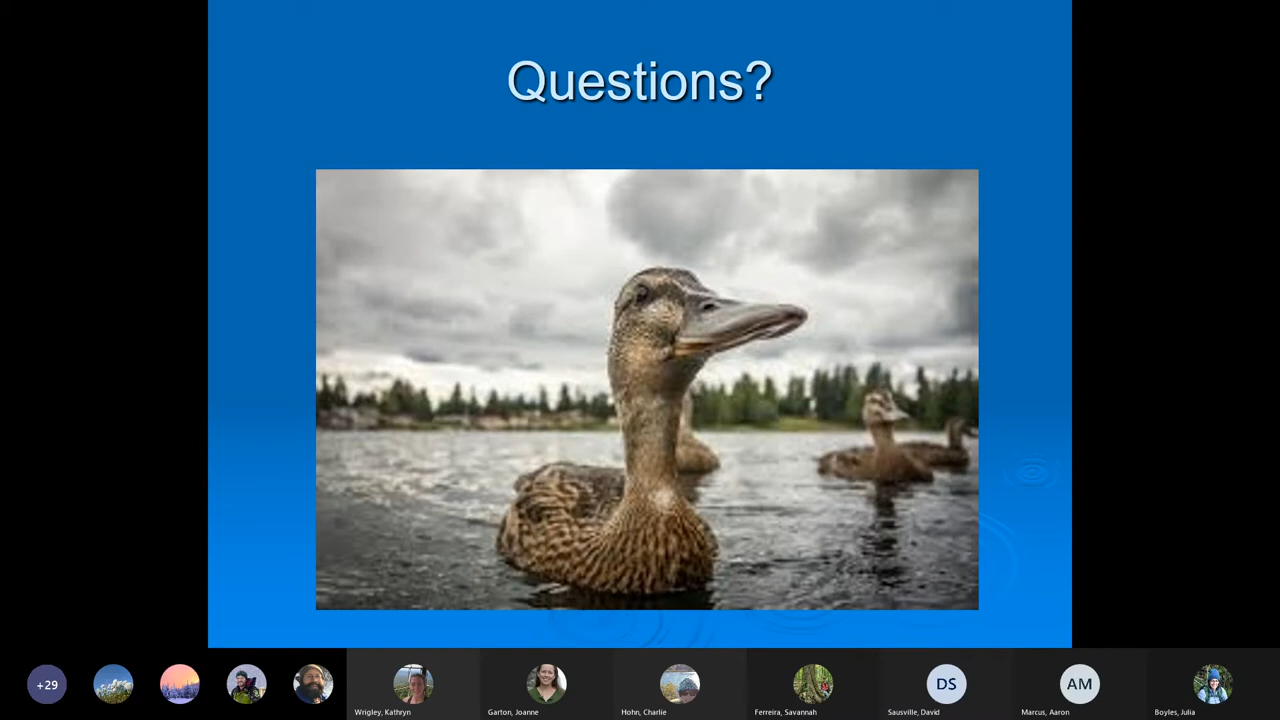 Questions?
+29
DS
AM
Wrigley, Kathryn
Garton, Joanne
Hohn, Charlie
Ferreira, Savannah
Sausville, David
Marcus, Aaron
Boyles, Julia